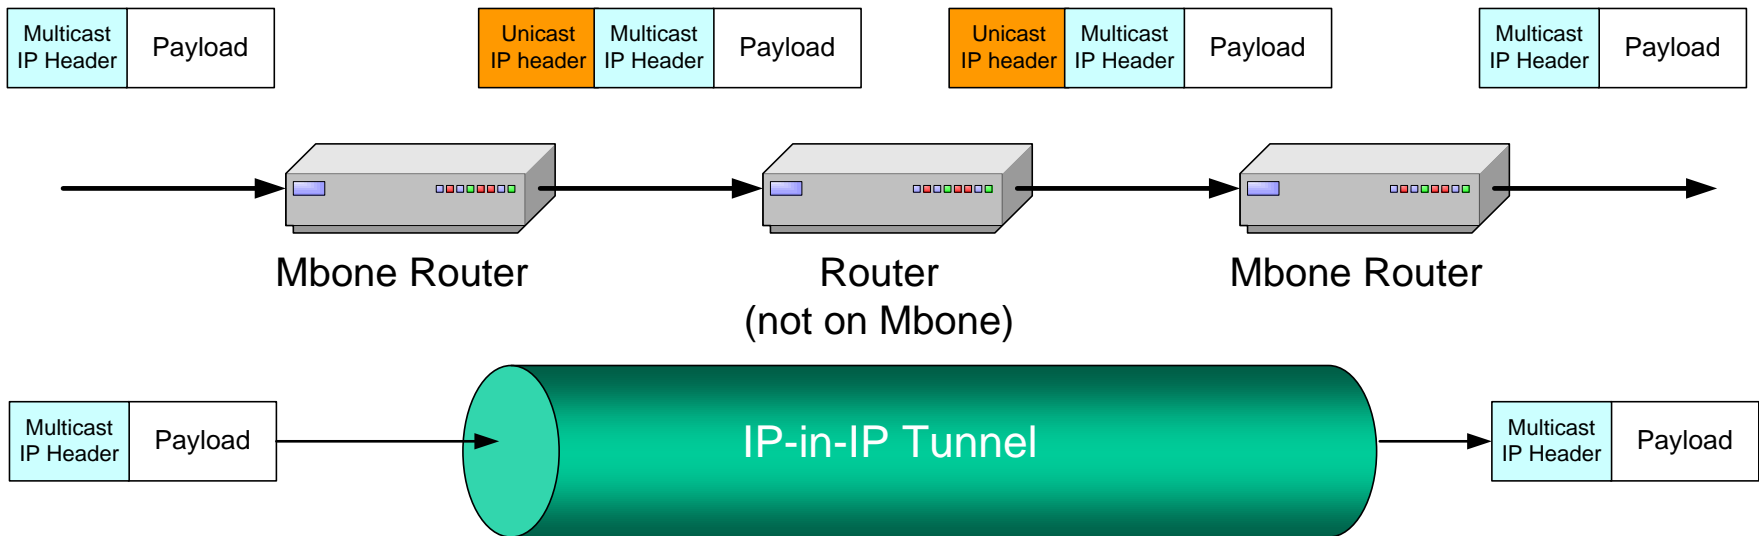 Multicast
IP Header
Payload
Unicast
IP header
Multicast
IP Header
Payload
Unicast
IP header
Multicast
IP Header
Payload
Multicast
IP Header
Payload
Mbone Router
Router
(not on Mbone)
Mbone Router
Multicast
IP Header
Payload
IP-in-IP Tunnel
Multicast
IP Header
Payload